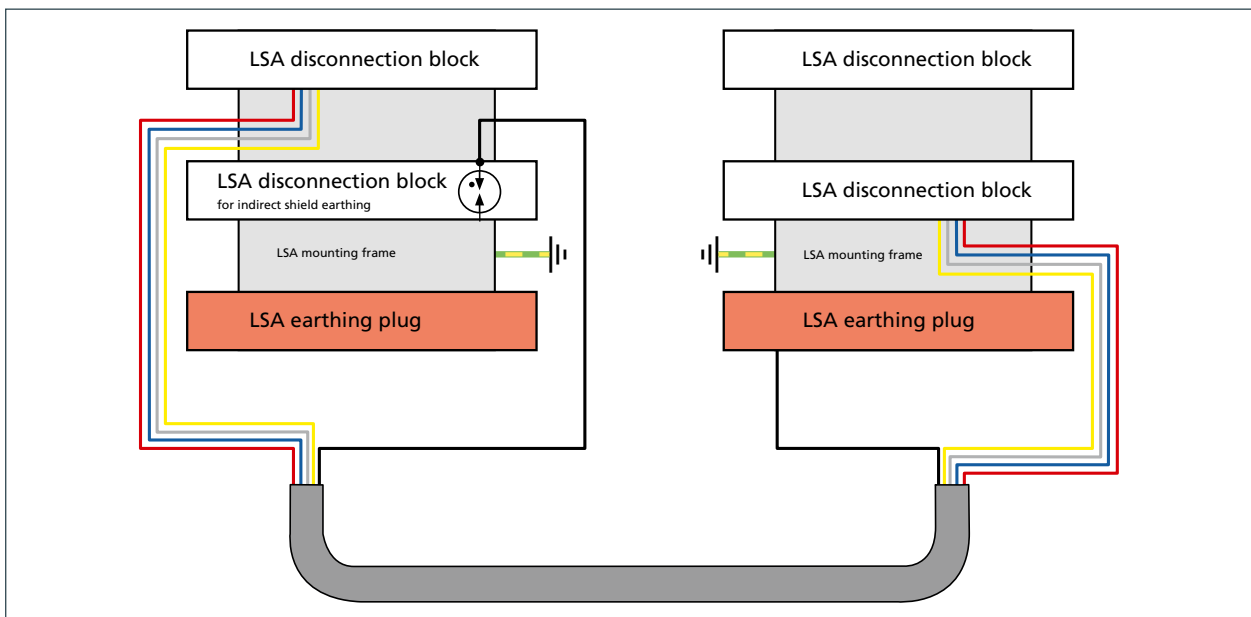 LSA disconnection block
LSA disconnection block
LSA disconnection block
for indirect shield earthing
LSA disconnection block
LSA mounting frame
LSA mounting frame
LSA earthing plug
LSA earthing plug